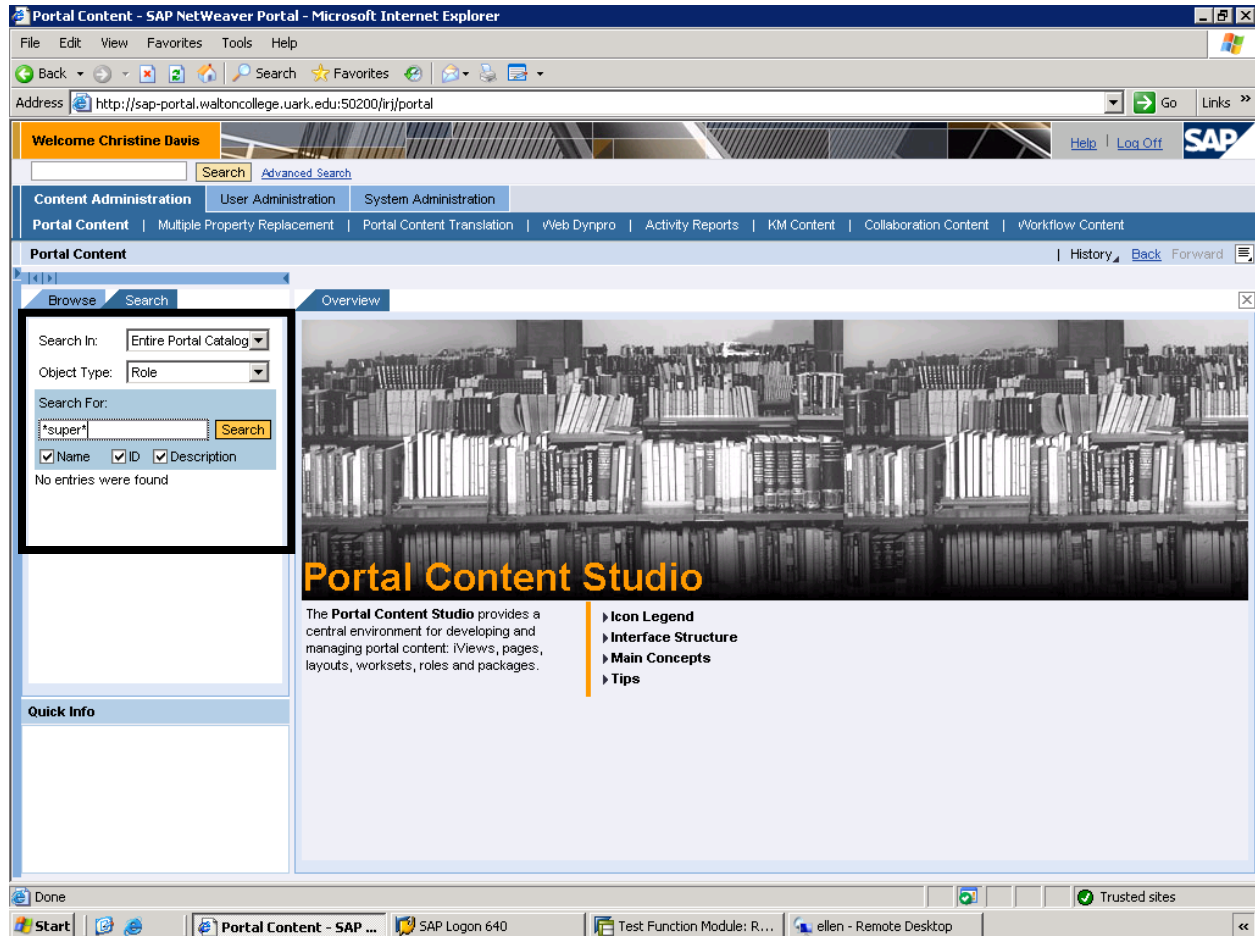 Portal Content - SAP NetWeaver Portal - Microsoft Internet Explorer
File Edit View Favorites Tools Help
Back Search Favorites
Address http://sap-portal.waltoncollege.uark.edu:50200/irj/portal Go Links »
Welcome Christine Davis Help | Log Off SAP
Search Advanced Search
Content Administration User Administration System Administration
Portal Content | Multiple Property Replacement | Portal Content Translation | Web Dynpro | Activity Reports | KM Content | Collaboration Content | Workflow Content
Portal Content | History Back Forward
Browse Search Overview
Search In: Entire Portal Catalog
Object Type: Role
Search For:
*super* Search
Name ID Description
No entries were found
Portal Content Studio
The Portal Content Studio provides a
central environment for developing and
managing portal content: iViews, pages,
layouts, worksets, roles and packages.
Icon Legend
Interface Structure
Main Concepts
Tips
Quick Info
Done Trusted sites
Start Portal Content - SAP ... SAP Logon 640 Test Function Module: R... ellen - Remote Desktop «